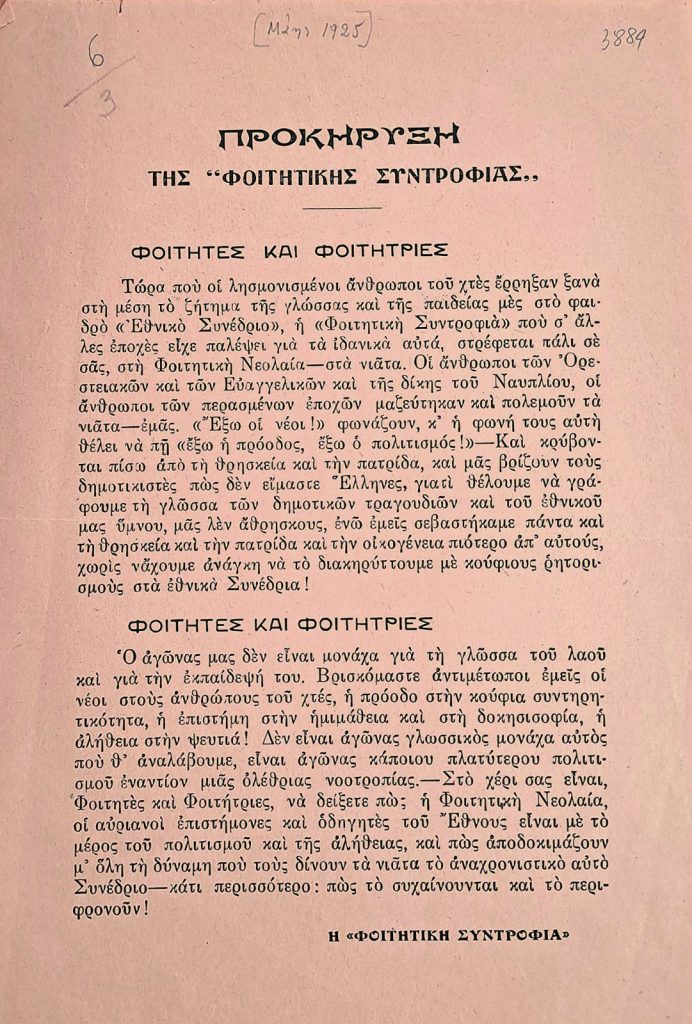 [Μάης 1925]
6/3
3884
ΠΡΟΚΗΡΥΞΗ
ΤΗΣ “ΦΟΙΤΗΤΙΚΗΣ ΣΥΝΤΡΟΦΙΑΣ„
ΦΟΙΤΗΤΕΣ ΚΑΙ ΦΟΙΤΗΤΡΙΕΣ
Τώρα ποὺ οἱ λησμονισμένοι ἄνθρωποι τοῦ χτὲς ἔρρηξαν ξανὰ
στὴ μέση τὸ ζήτημα τῆς γλώσσας καὶ τῆς παιδείας μὲς στὸ φαι-
δρὸ «Ἐθνικὸ Συνέδριο», ἡ «Φοιτητικὴ Συντροφιὰ» ποὺ σ᾽ ἄλ-
λες ἐποχὲς εἶχε παλέψει γιὰ τὰ ἰδανικὰ αὐτά, στρέφεται πάλι σὲ
σᾶς, στὴ Φοιτητικὴ Νεολαία—στὰ νιᾶτα. Οἱ ἄνθρωποι τῶν Ὀρε-
στειακῶν καὶ τῶν Εὐαγγελικῶν καὶ τῆς δίκης τοῦ Ναυπλίου, οἱ
ἄνθρωποι τῶν περασμένων ἐποχῶν μαζεύτηκαν καὶ πολεμοῦν τὰ
νιᾶτα—ἐμᾶς. «Ἔξω οἱ νέοι!» φωνάζουν, κ᾽ ἡ φωνή τους αὐτὴ
θέλει νὰ πῇ «ἔξω ἡ πρόοδος, ἔξω ὁ πολιτισμός!»—Καὶ κρύβον-
ται πίσω ἀπὸ τὴ θρησκεία καὶ τὴν πατρίδα, καὶ μᾶς βρίζουν τοὺς
δημοτικιστὲς πὼς δὲν εἴμαστε Ἕλληνες, γιατὶ θέλουμε νὰ γρά-
φουμε τὴ γλῶσσα τῶν δημοτικῶν τραγουδιῶν καὶ τοῦ ἐθνικοῦ
μας ὕμνου, μᾶς λὲν ἄθρησκους, ἐνῶ ἐμεῖς σεβαστήκαμε πάντα καὶ
τὴ θρησκεία καὶ τὴν πατρίδα καὶ τὴν οἰκογένεια πιότερο ἀπ᾽ αὐτούς,
χωρὶς νἄχουμε ἀνάγκη νὰ τὸ διακηρύττουμε μὲ κούφιους ῥητορι-
σμοὺς στὰ ἐθνικὰ Συνέδρια!
ΦΟΙΤΗΤΕΣ ΚΑΙ ΦΟΙΤΗΤΡΙΕΣ
Ὁ ἀγῶνας μας δὲν εἶναι μονάχα γιὰ τὴ γλῶσσα τοῦ λαοῦ
καὶ γιὰ τὴν ἐκπαίδεψή του. Βρισκόμαστε ἀντιμέτωποι ἐμεῖς οἱ
νέοι στοὺς ἀνθρώπους τοῦ χτές, ἡ πρόοδο στὴν κούφια συντηρη-
τικότητα, ἡ ἐπιστήμη στὴν ἡμιμάθεια καὶ στὴ δοκησισοφία, ἡ
ἀλήθεια στὴν ψευτιά! Δὲν εἶναι ἀγῶνας γλωσσικὸς μονάχα αὐτὸς
ποὺ θ᾽ ἀναλάβουμε, εἶναι ἀγῶνας κάποιου πλατύτερου πολιτι-
σμοῦ ἐναντίον μιᾶς ὀλέθριας νοοτροπίας.—Στὸ χέρι σας εἶναι,
Φοιτητὲς καὶ Φοιτήτριες, νὰ δείξετε πὼς ἡ Φοιτητικὴ Νεολαία,
οἱ αὐριανοὶ ἐπιστήμονες καὶ ὁδηγητὲς τοῦ Ἔθνους εἶναι μὲ τὸ
μέρος τοῦ πολιτισμοῦ καὶ τῆς ἀλήθειας, καὶ πὼς ἀποδοκιμάζουν
μ᾽ ὅλη τὴ δύναμη ποὺ τοὺς δίνουν τὰ νιᾶτα τὸ ἀναχρονιστικὸ αὐτὸ
Συνέδριο—κάτι περισσότερο: πὼς τὸ συχαίνουνται καὶ τὸ περι-
φρονοῦν!
Η «ΦΟΙΤΗΤΙΚΗ ΣΥΝΤΡΟΦΙΑ»